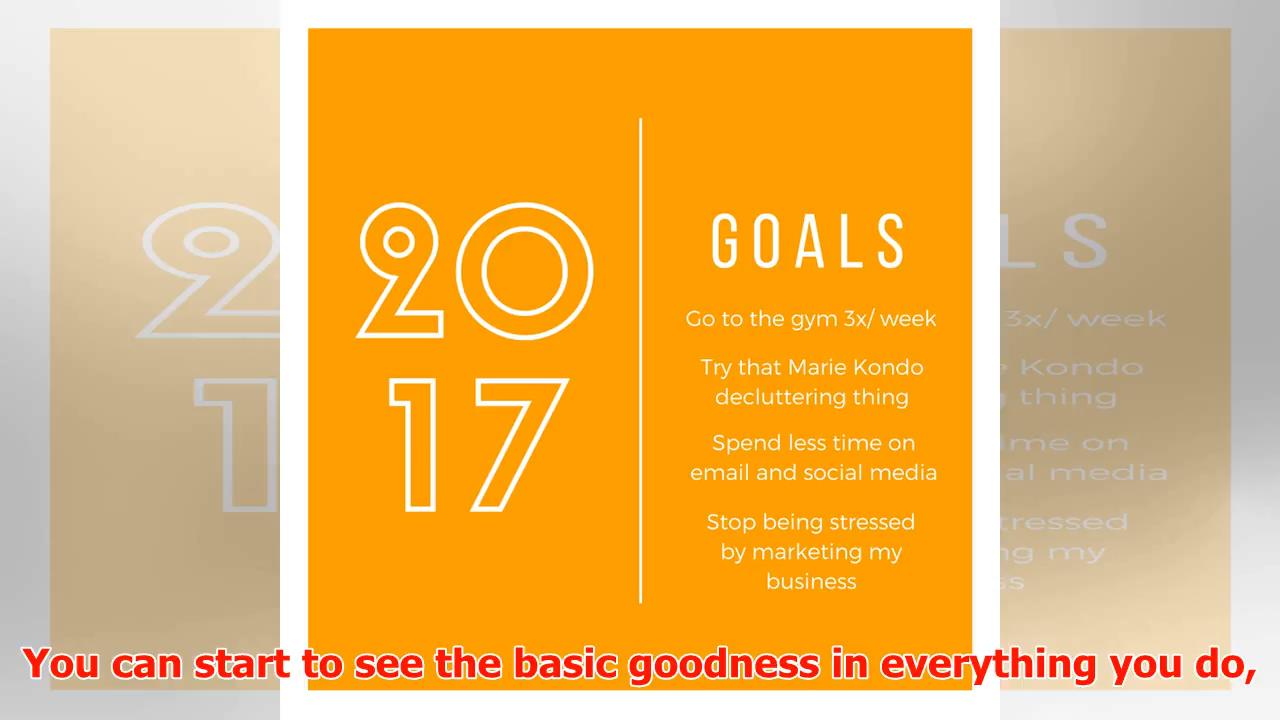 20
17
GOALS
Go to the gym 3x/ week
Try that Marie Kondo
decluttering thing
Spend less time on
email and social media
Stop being stressed
by marketing my
business
You can start to see the basic goodness in everything you do,